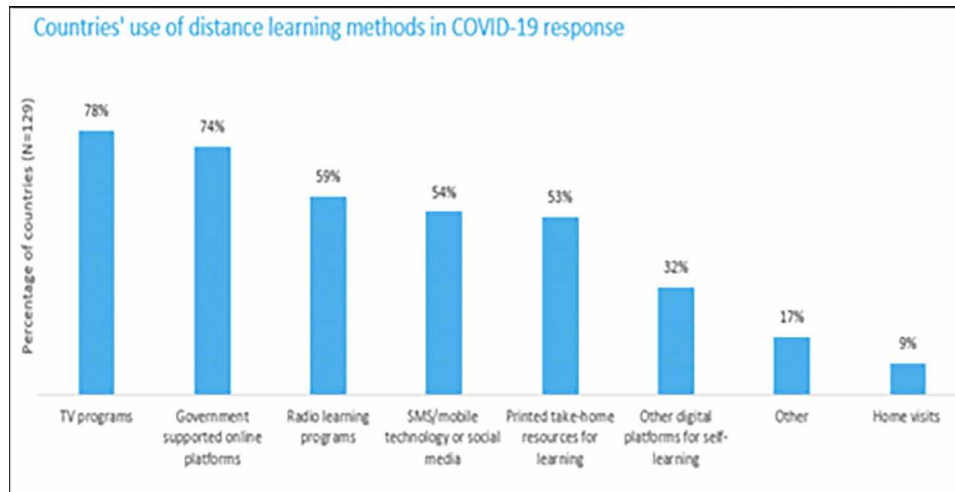 Countries' use of distance learning methods in COVID-19 response
Percentage of countries (N=129)
78%
74%
59%
54%
53%
32%
17%
9%
TV programs
Government
supported online
platforms
Radio learning
programs
SMS/mobile
technology or social
media
Printed take-home
resources for
learning
Other digital
platforms for self-
learning
Other
Home visits